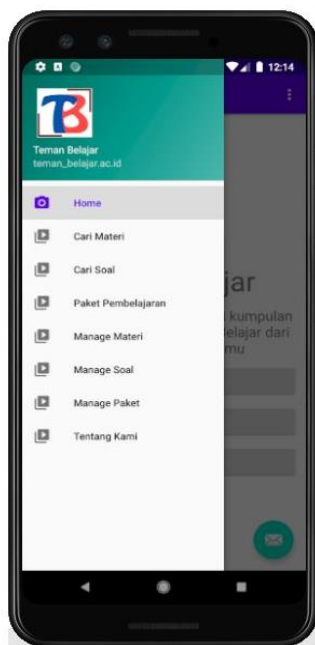 12:14
TB
Teman Belajar
teman_belajar.ac.id
Home
Cari Materi
Cari Soal
Paket Pembelajaran
Manage Materi
Manage Soal
Manage Paket
Tentang Kami
jar
kumpulan
elajar dari
mu